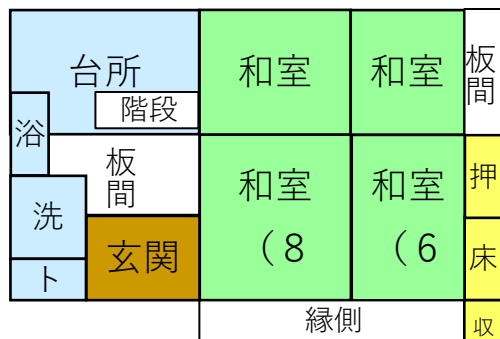 台所
階段
和室
和室
板
間
浴
板
間
洗
玄関
ト
和室
（8
和室
（6
押
床
縁側
収